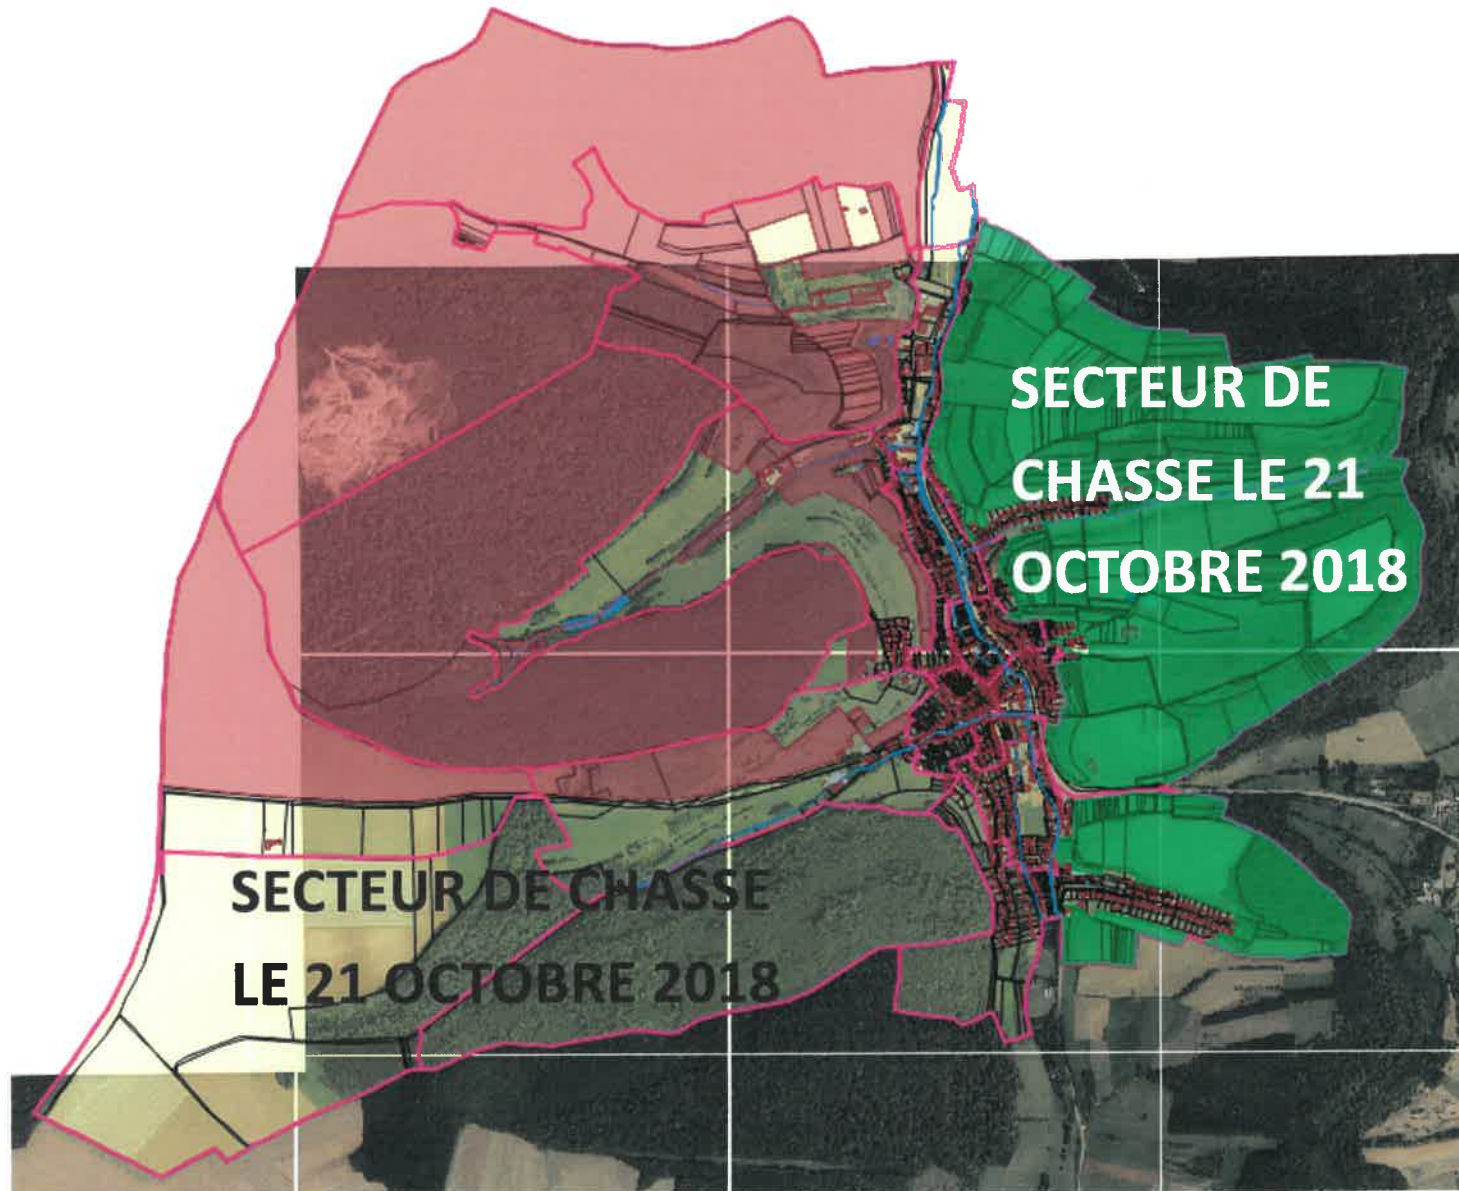 SECTEUR DE
CHASSE LE 21
OCTOBRE 2018
SECTEUR DE CHASSE
LE 21 OCTOBRE 2018